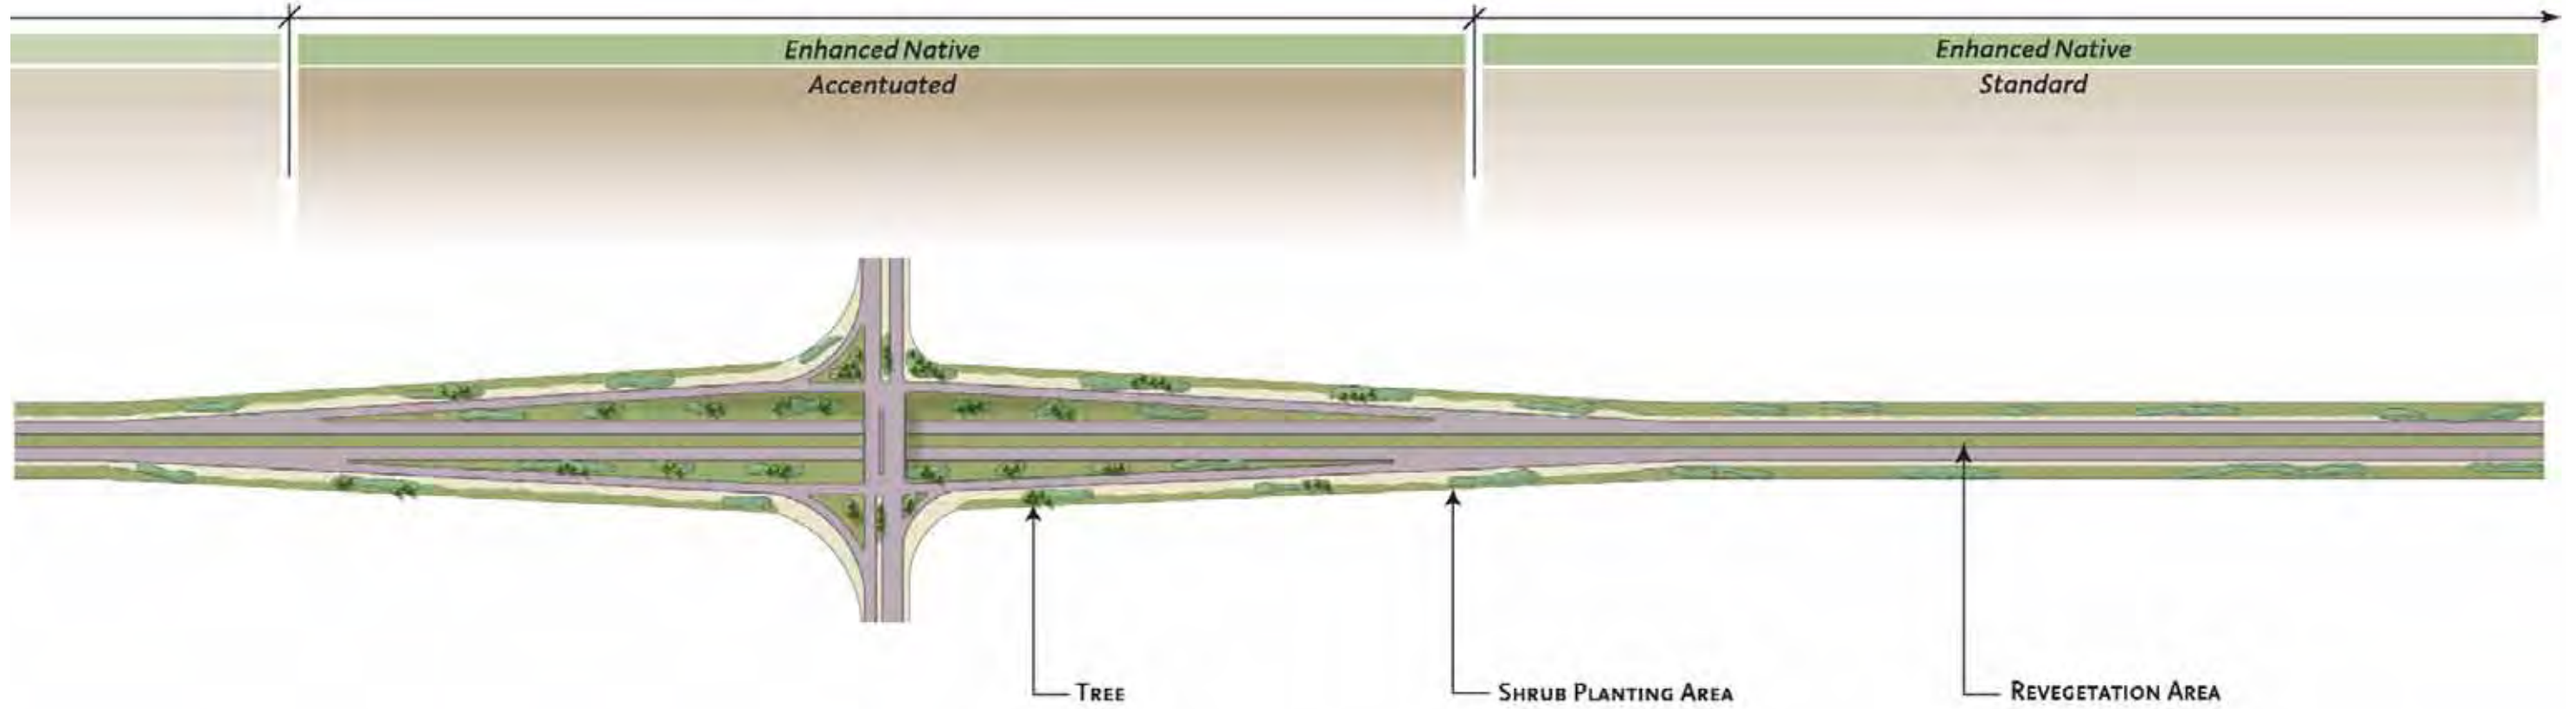 Enhanced Native
Accentuated
Enhanced Native
Standard
TREE
SHRUB PLANTING AREA
REVEGETATION AREA